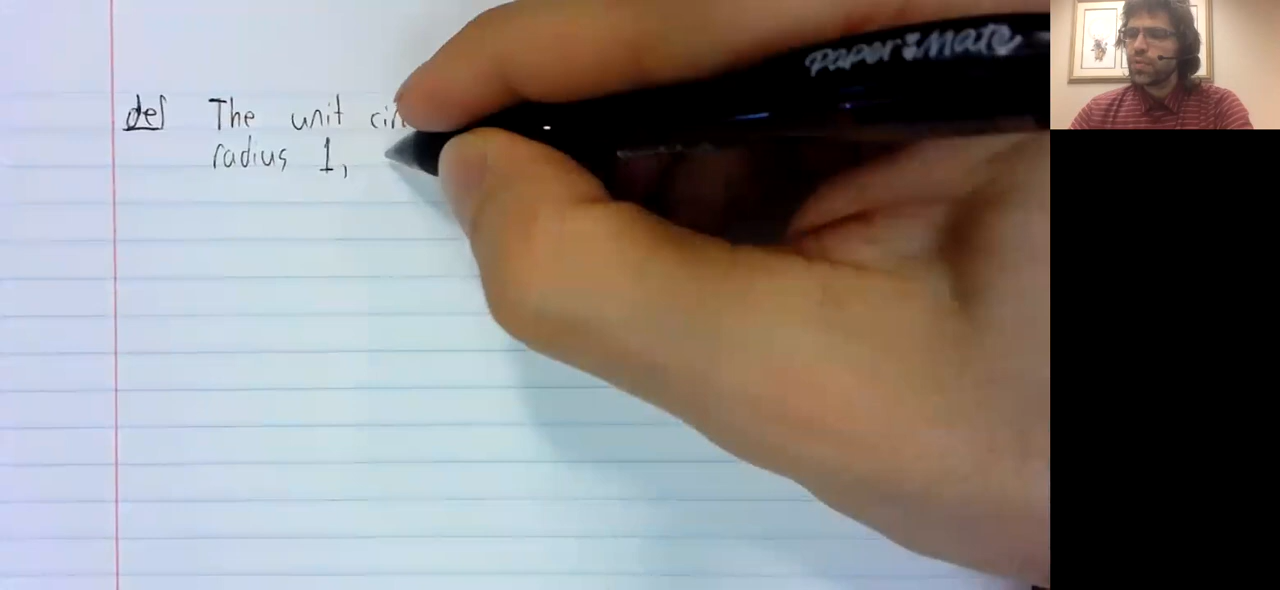 def The unit
radius 1,
Paper:Mate